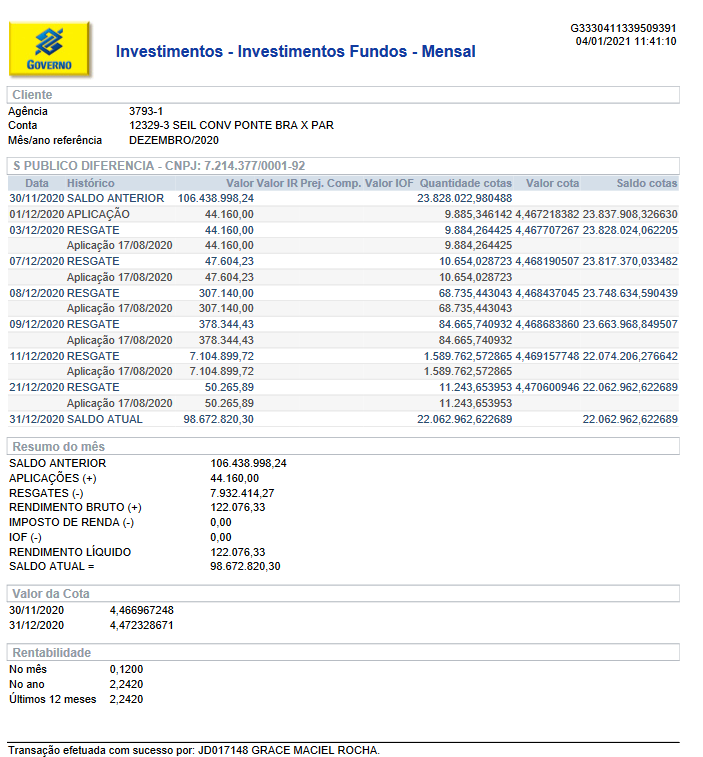 GOVERNO
Investimentos - Investimentos Fundos - Mensal
G3330411339509391
04/01/2021 11:41:10
Cliente
Agência 3793-1
Conta 12329-3 SEIL CONV PONTE BRA X PAR
Mês/ano referência DEZEMBRO/2020
S PUBLICO DIFERENCIA - CNPJ: 7.214.377/0001-92
Data Histórico Valor Valor IR Prej. Comp. Valor IOF Quantidade cotas Valor cota Saldo cotas
30/11/2020 SALDO ANTERIOR 106.438.998,24 23.828.022,980488
01/12/2020 APLICAÇÃO 44.160,00 9.885,346142 4,467218382 23.837.908,326630
03/12/2020 RESGATE 44.160,00 9.884,264425 4,467707267 23.828.024,062205
Aplicação 17/08/2020 44.160,00 9.884,264425
07/12/2020 RESGATE 47.604,23 10.654,028723 4,468190507 23.817.370,033482
Aplicação 17/08/2020 47.604,23 10.654,028723
08/12/2020 RESGATE 307.140,00 68.735,443043 4,468437045 23.748.634,590439
Aplicação 17/08/2020 307.140,00 68.735,443043
09/12/2020 RESGATE 378.344,43 84.665,740932 4,468683860 23.663.968,849507
Aplicação 17/08/2020 378.344,43 84.665,740932
11/12/2020 RESGATE 7.104.899,72 1.589.762,572865 4,469157748 22.074.206,276642
Aplicação 17/08/2020 7.104.899,72 1.589.762,572865
21/12/2020 RESGATE 50.265,89 11.243,653953 4,470600946 22.062.962,622689
Aplicação 17/08/2020 50.265,89 11.243,653953
31/12/2020 SALDO ATUAL 98.672.820,30 22.062.962,622689 22.062.962,622689
Resumo do mês
SALDO ANTERIOR 106.438.998,24
APLICAÇÕES (+) 44.160,00
RESGATES (-) 7.932.414,27
RENDIMENTO BRUTO (+) 122.076,33
IMPOSTO DE RENDA (-) 0,00
IOF (-) 0,00
RENDIMENTO LÍQUIDO 122.076,33
SALDO ATUAL = 98.672.820,30
Valor da Cota
30/11/2020 4,466967248
31/12/2020 4,472328671
Rentabilidade
No mês 0,1200
No ano 2,2420
Últimos 12 meses 2,2420
Transação efetuada com sucesso por: JD017148 GRACE MACIEL ROCHA.